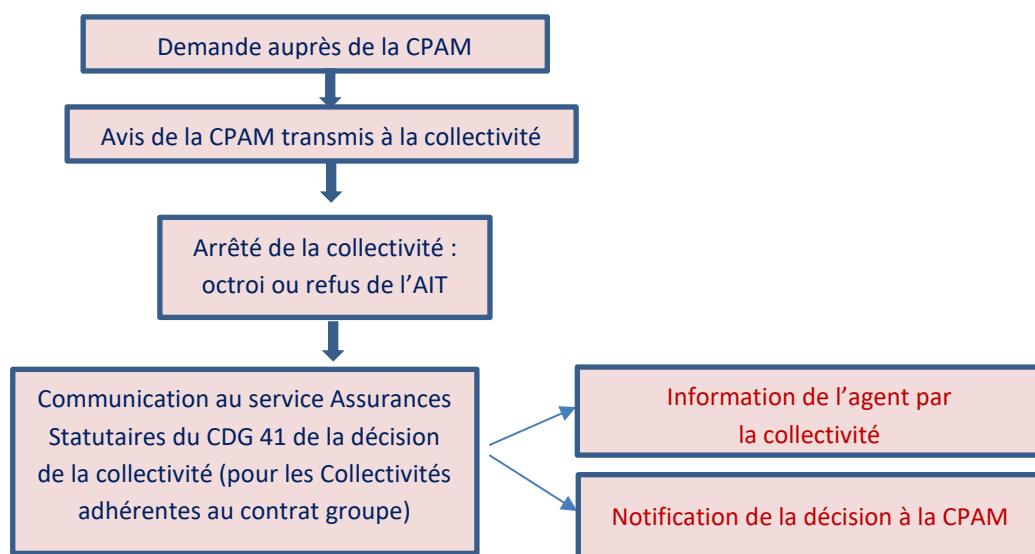 Demande auprès de la CPAM
Avis de la CPAM transmis à la collectivité
Arrêté de la collectivité :
octroi ou refus de l’AIT
Communication au service Assurances
Statutaires du CDG 41 de la décision
de la collectivité (pour les Collectivités
adhérentes au contrat groupe)
Information de l’agent par
la collectivité
Notification de la décision à la CPAM